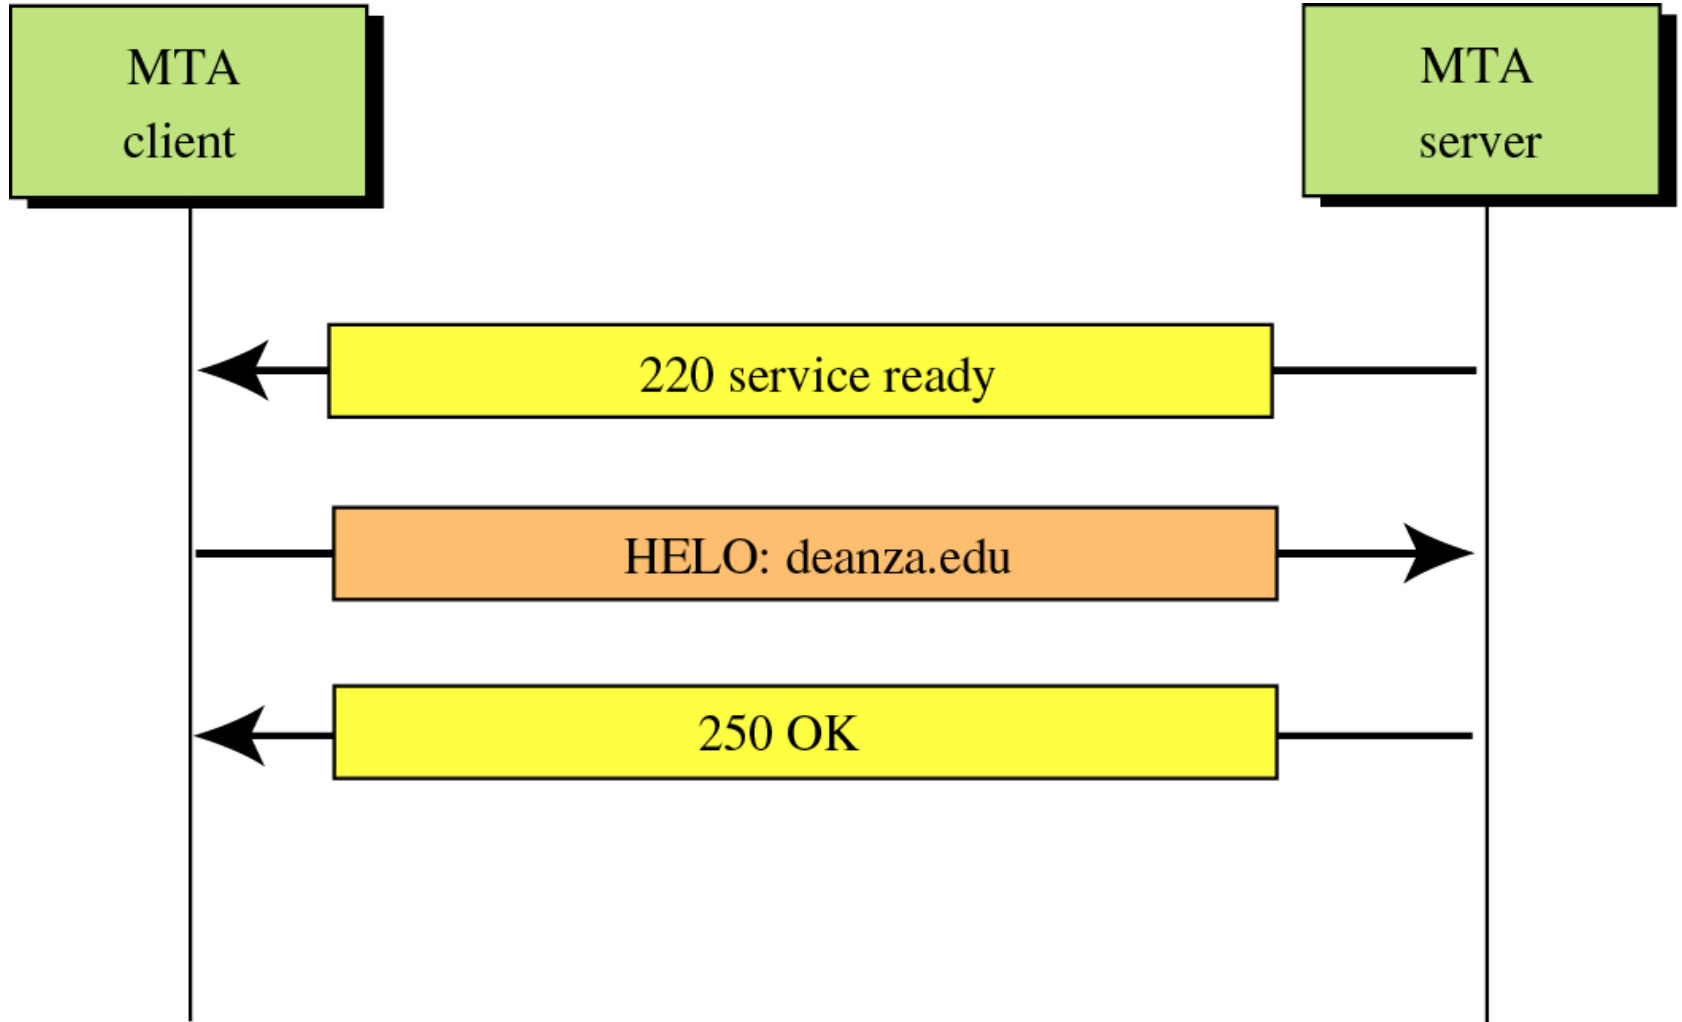 MTA
client
MTA
server
220 service ready
HELO: deanza.edu
250 OK